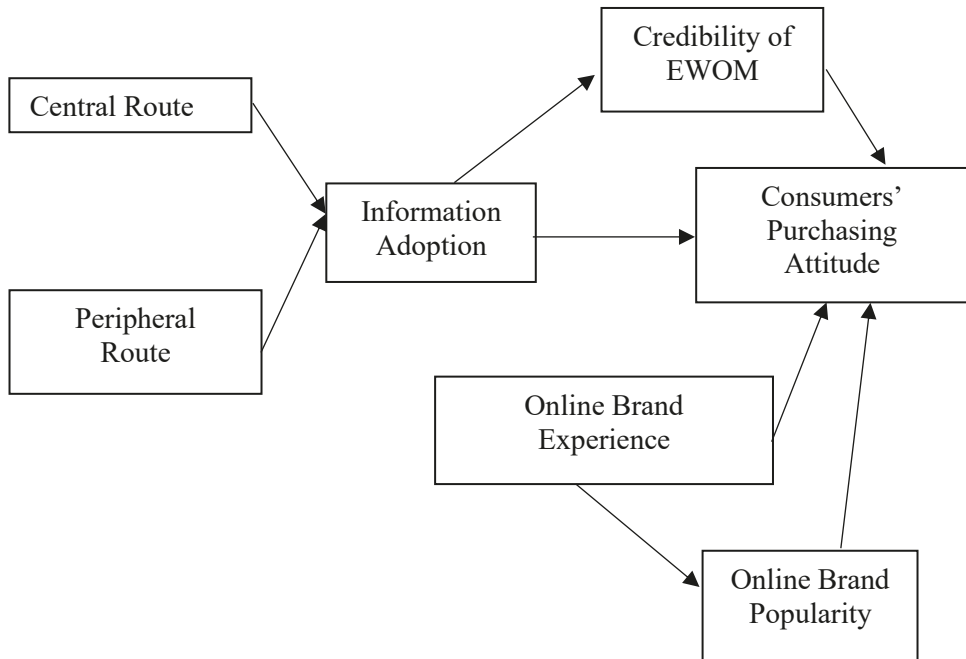 Credibility of
EWOM
Central Route
Information
Adoption
Consumers’
Purchasing
Attitude
Peripheral
Route
Online Brand
Experience
Online Brand
Popularity